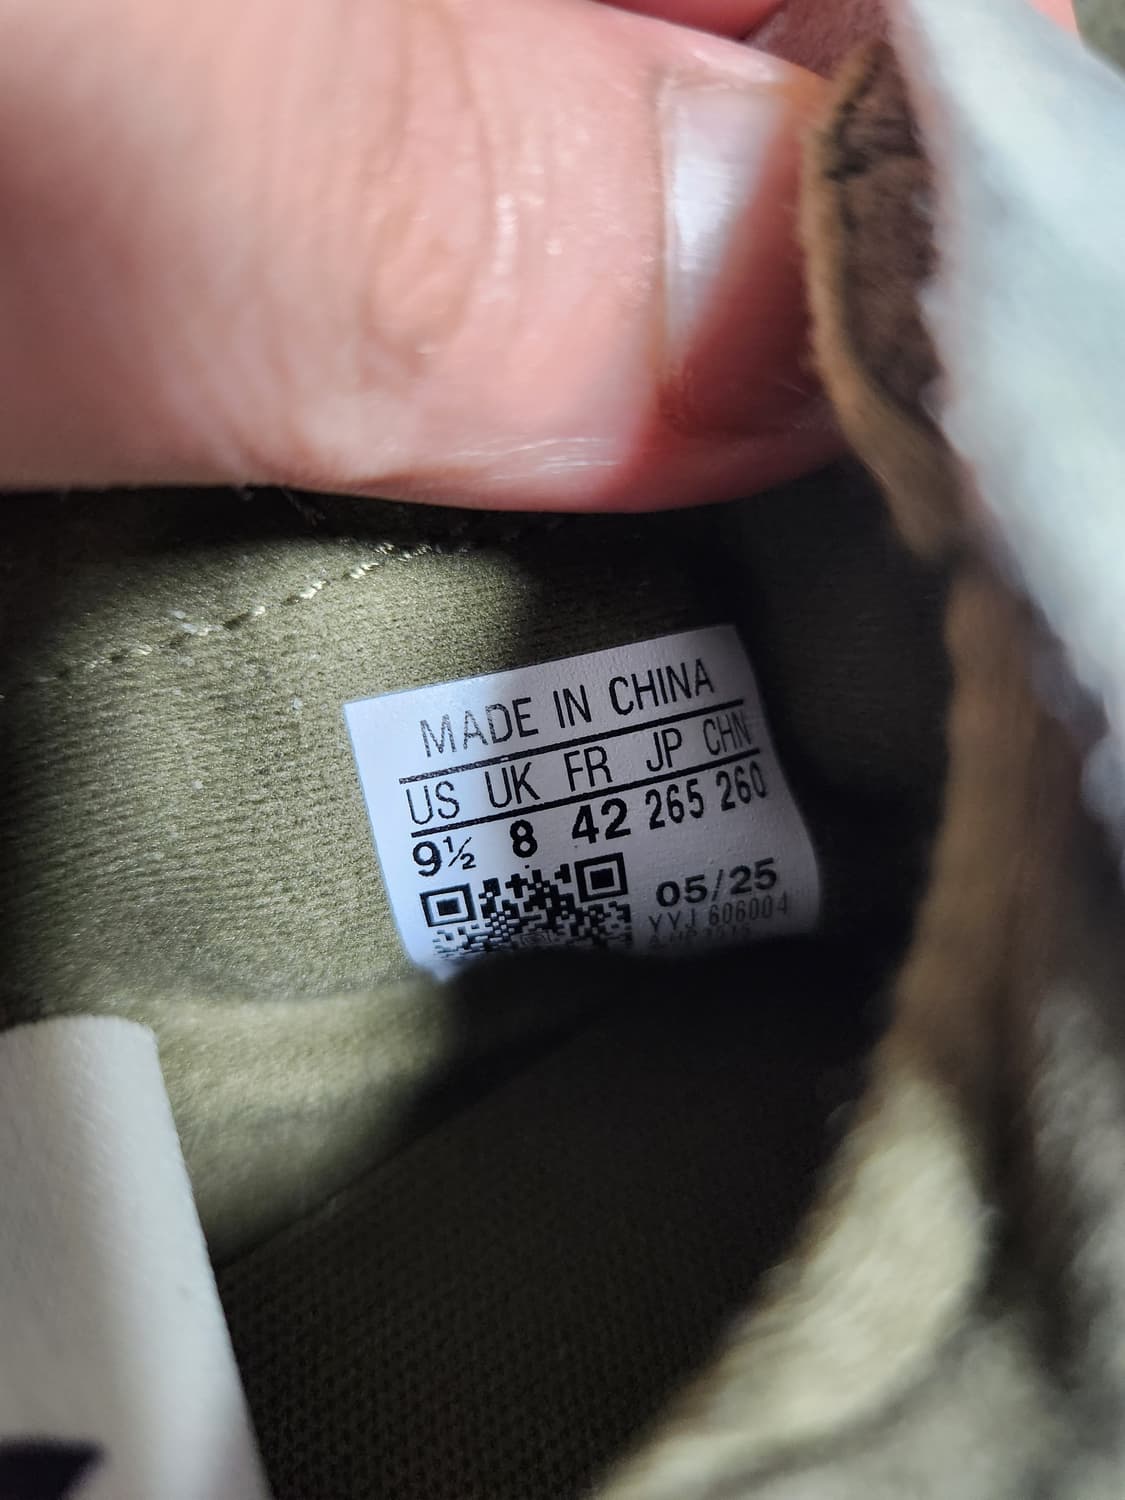 MADE IN CHINA
US UK FR JP CHN
9½ 8 42 265 260
05/25
YYJ 606004